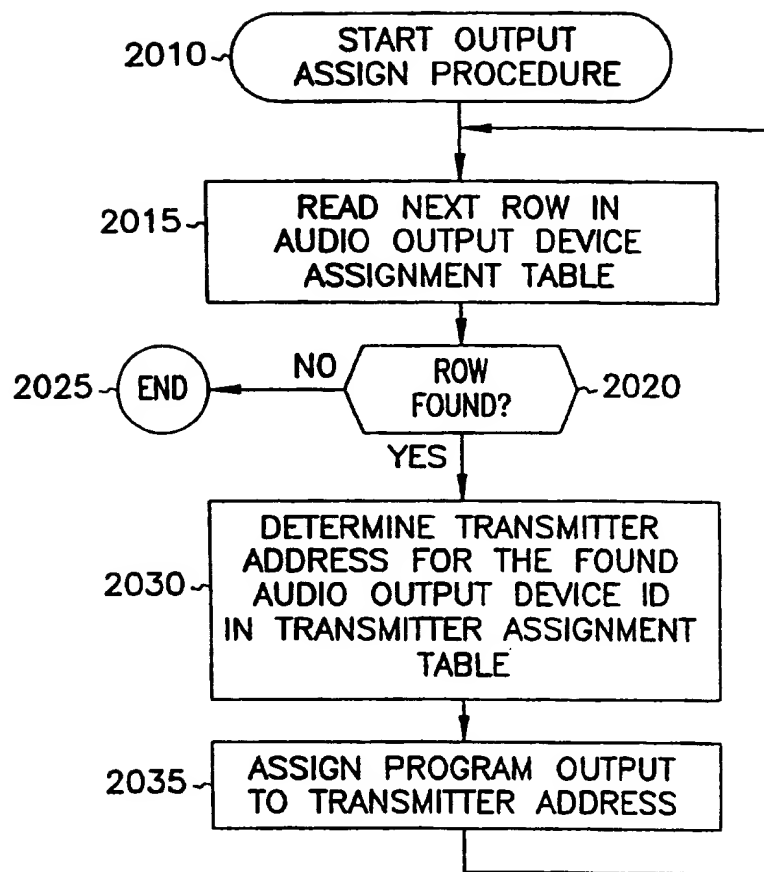 2010
START OUTPUT
ASSIGN PROCEDURE
2015
READ NEXT ROW IN
AUDIO OUTPUT DEVICE
ASSIGNMENT TABLE
2025
END
NO
ROW
FOUND?
2020
YES
2030
DETERMINE TRANSMITTER
ADDRESS FOR THE FOUND
AUDIO OUTPUT DEVICE ID
IN TRANSMITTER ASSIGNMENT
TABLE
2035
ASSIGN PROGRAM OUTPUT
TO TRANSMITTER ADDRESS